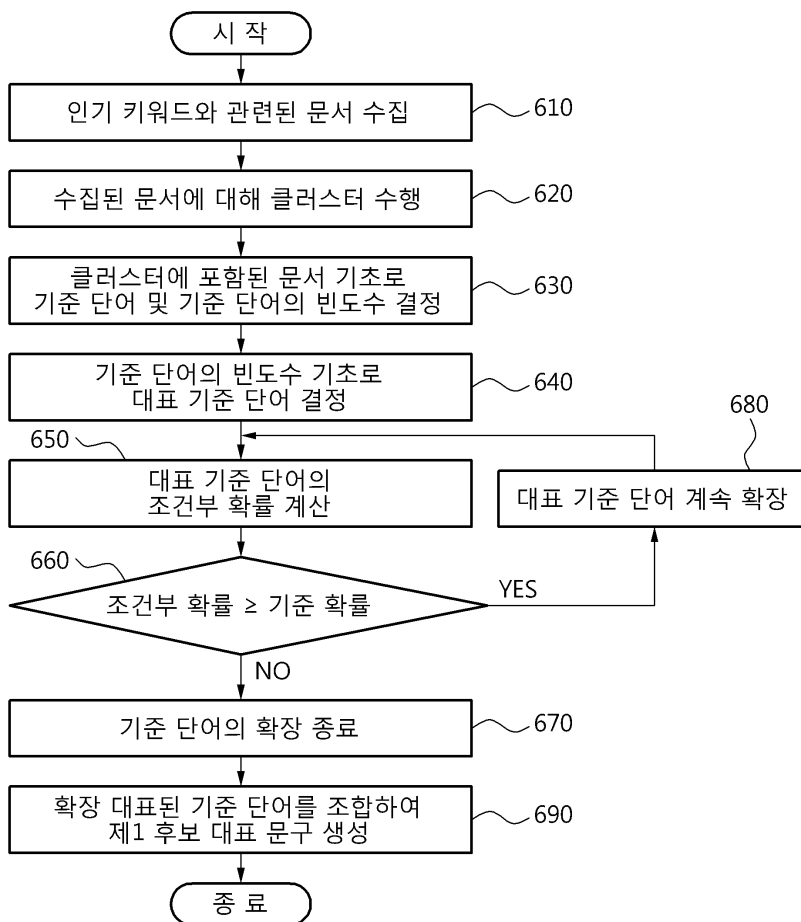 시 작
인기 키워드와 관련된 문서 수집
610
수집된 문서에 대해 클러스터 수행
620
클러스터에 포함된 문서 기초로
기준 단어 및 기준 단어의 빈도수 결정
630
기준 단어의 빈도수 기초로
대표 기준 단어 결정
640
650
대표 기준 단어의
조건부 확률 계산
680
대표 기준 단어 계속 확장
660
조건부 확률 ≥ 기준 확률
YES
NO
기준 단어의 확장 종료
670
확장 대표된 기준 단어를 조합하여
제1 후보 대표 문구 생성
690
종 료